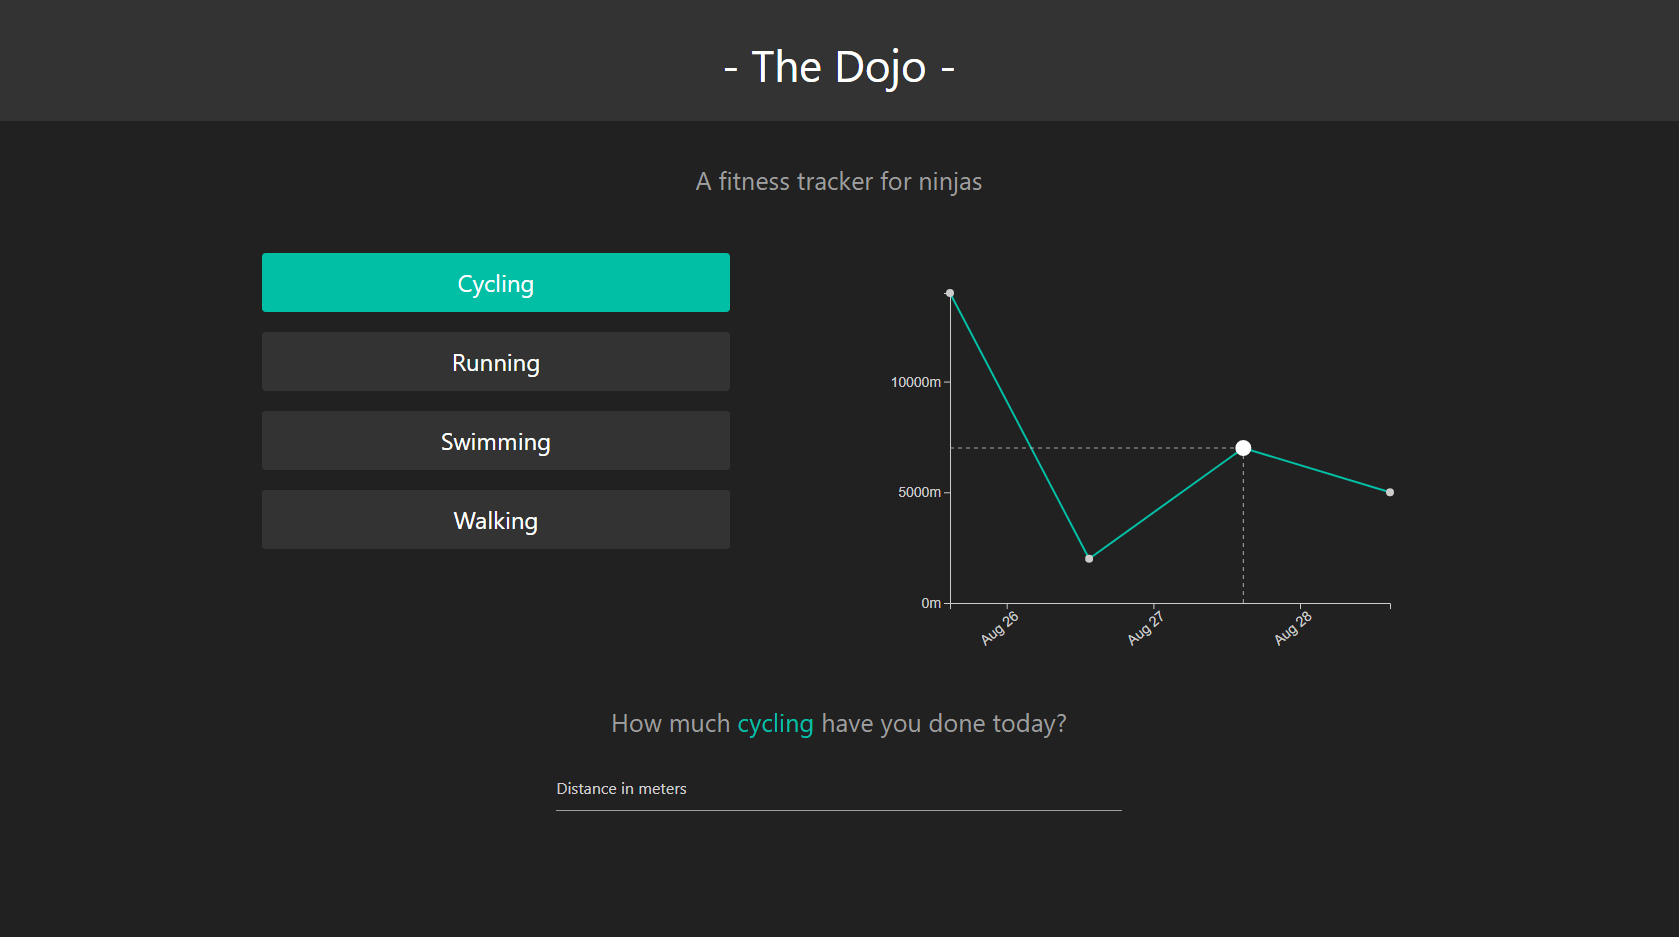 - The Dojo -
A fitness tracker for ninjas
Cycling
Running
Swimming
Walking
10000m
5000m
0m
Aug 26
Aug 27
Aug 28
How much cycling have you done today?
Distance in meters